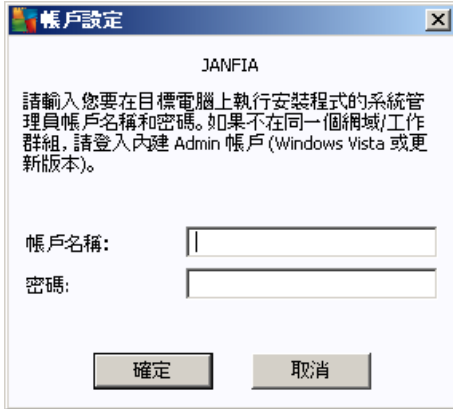 帳戶設定
JANFIA
請輸入您要在目標電腦上執行安裝程式的系統管
理員帳戶名稱和密碼。如果不在同一個網域/工作
群組, 請登入內建 Admin 帳戶 (Windows Vista 或更
新版本)。
帳戶名稱:
密碼:
確定 取消